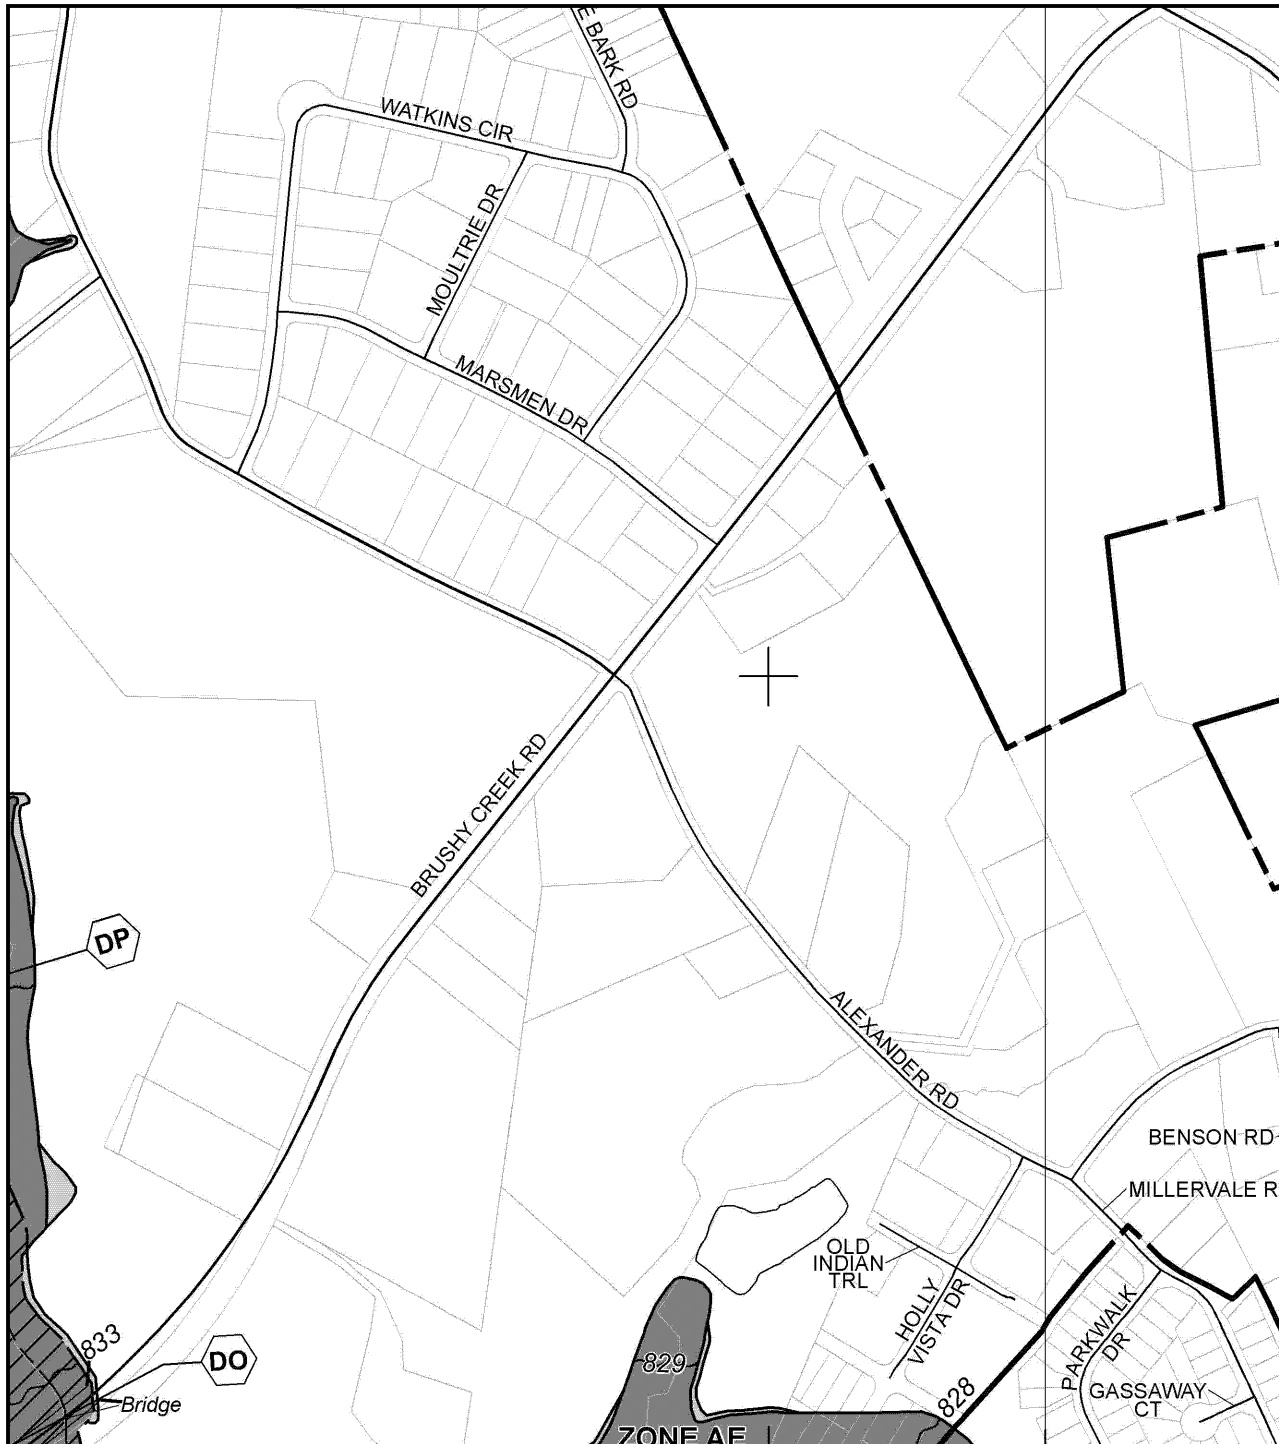 E BARK RD
WATKINS CIR
MOULTRIE DR
MARSMEN DR
BRUSHY CREEK RD
DP
ALEXANDER RD
BENSON RD
MILLERVALE R
OLD
INDIAN
TRL
HOLLY
VISTA DR
PARKWALK
DR
833
DO
829
828
GASSAWAY
CT
Bridge
ZONE AE